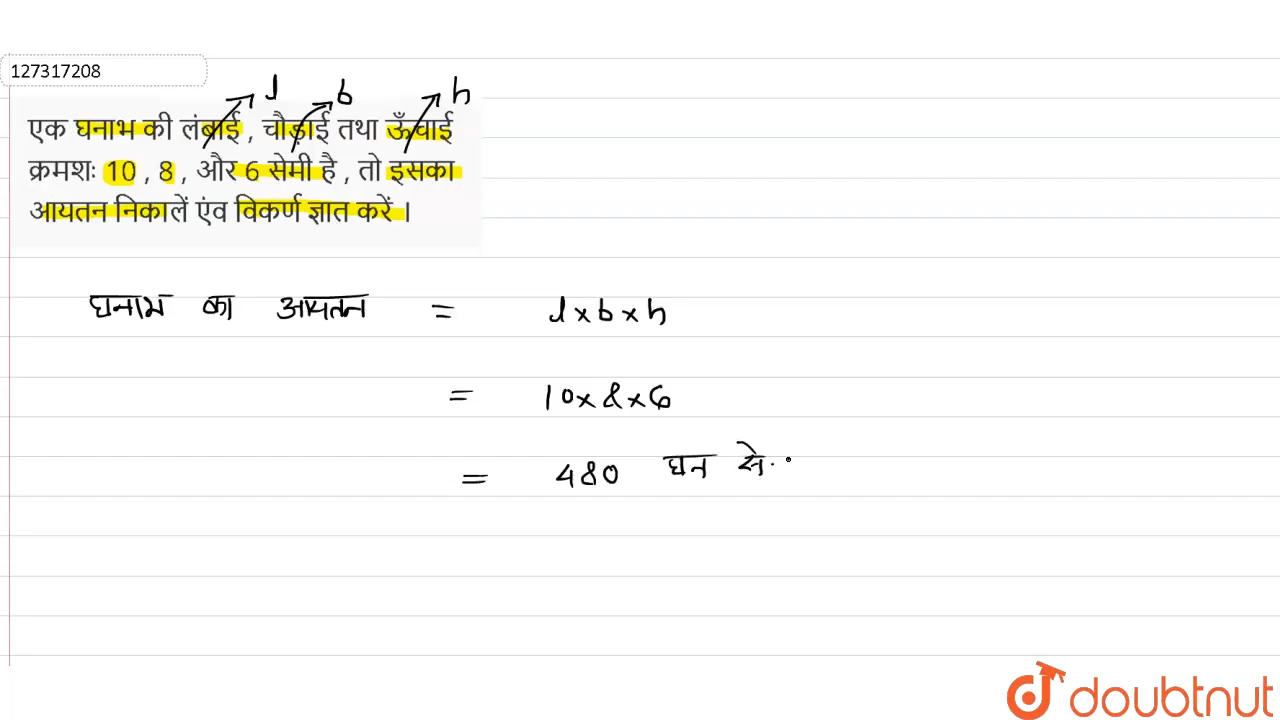 127317208
l b h
एक घनाभ की लंबाई , चौड़ाई तथा ऊँचाई
क्रमशः 10 , 8 , और 6 सेमी है , तो इसका
आयतन निकालें एंव विकर्ण ज्ञात करें ।
घनाभ का आयतन = l x b x h
= 10 x 8 x 6
= 480 घन से.
doubtnut